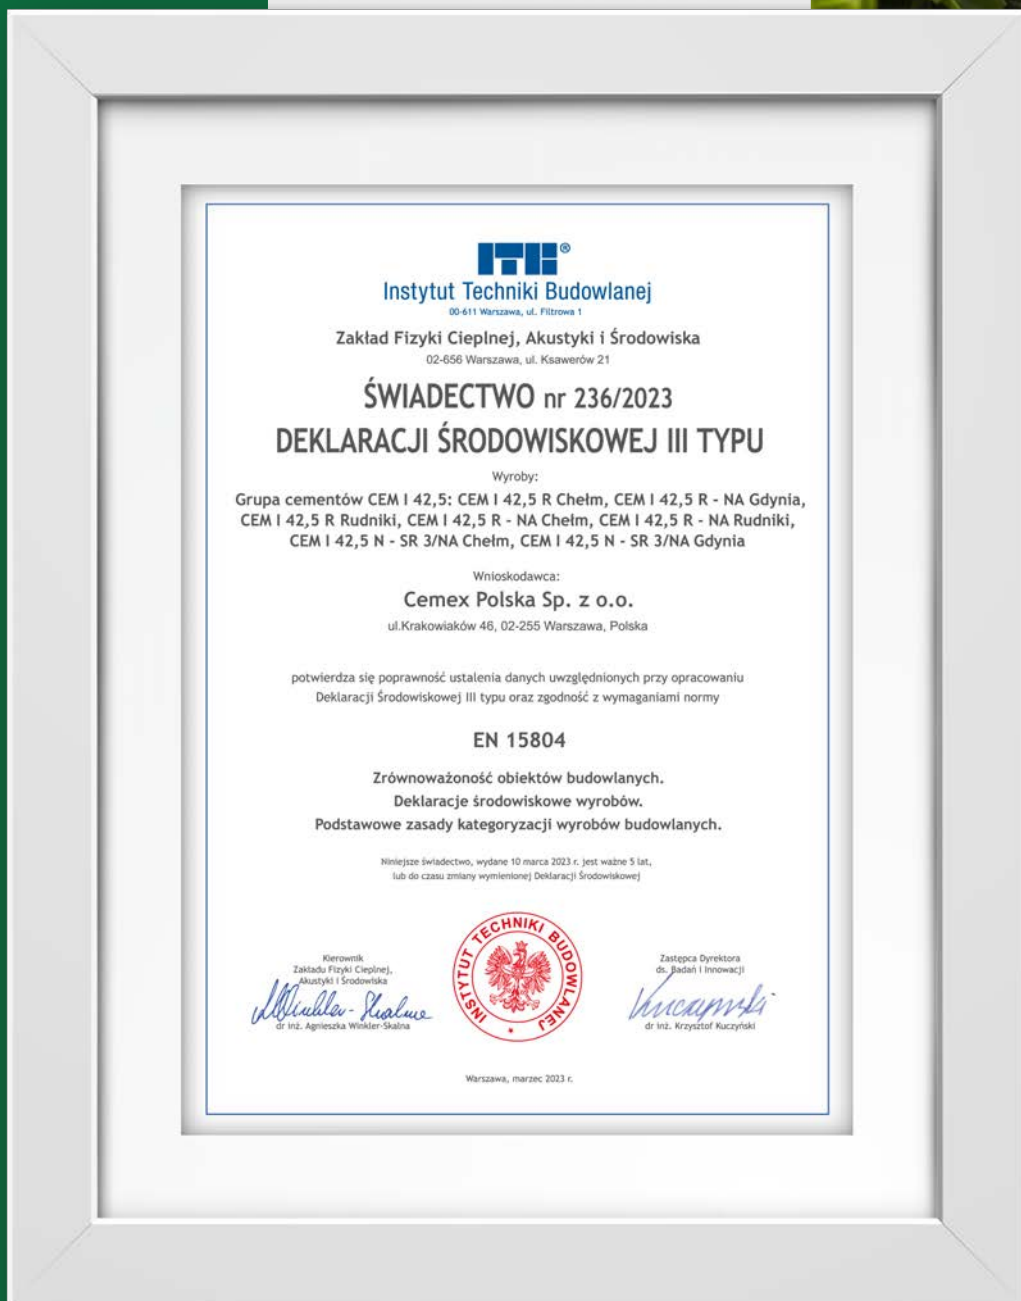 ITB®
Instytut Techniki Budowlanej
00-611 Warszawa, ul. Filtrowa 1
Zakład Fizyki Cieplnej, Akustyki i Środowiska
02-656 Warszawa, ul. Ksawerów 21
ŚWIADECTWO nr 236/2023
DEKLARACJI ŚRODOWISKOWEJ III TYPU
Wyroby:
Grupa cementów CEM I 42,5: CEM I 42,5 R Chełm, CEM I 42,5 R - NA Gdynia,
CEM I 42,5 R Rudniki, CEM I 42,5 R - NA Chełm, CEM I 42,5 R - NA Rudniki,
CEM I 42,5 N - SR 3/NA Chełm, CEM I 42,5 N - SR 3/NA Gdynia
Wnioskodawca:
Cemex Polska Sp. z o.o.
ul.Krakowiaków 46, 02-255 Warszawa, Polska
potwierdza się poprawność ustalenia danych uwzględnionych przy opracowaniu
Deklaracji Środowiskowej III typu oraz zgodność z wymaganiami normy
EN 15804
Zrównoważoność obiektów budowlanych.
Deklaracje środowiskowe wyrobów.
Podstawowe zasady kategoryzacji wyrobów budowlanych.
Niniejsze świadectwo, wydane 10 marca 2023 r. jest ważne 5 lat,
lub do czasu zmiany wymienionej Deklaracji Środowiskowej
Kierownik
Zakładu Fizyki Cieplnej,
Akustyki i Środowiska
Winkler-Skalna
dr inż. Agnieszka Winkler-Skalna
INSTYTUT TECHNIKI BUDOWLANEJ
Zastępca Dyrektora
ds. Badań i Innowacji
Kuczyński
dr inż. Krzysztof Kuczyński
Warszawa, marzec 2023 r.